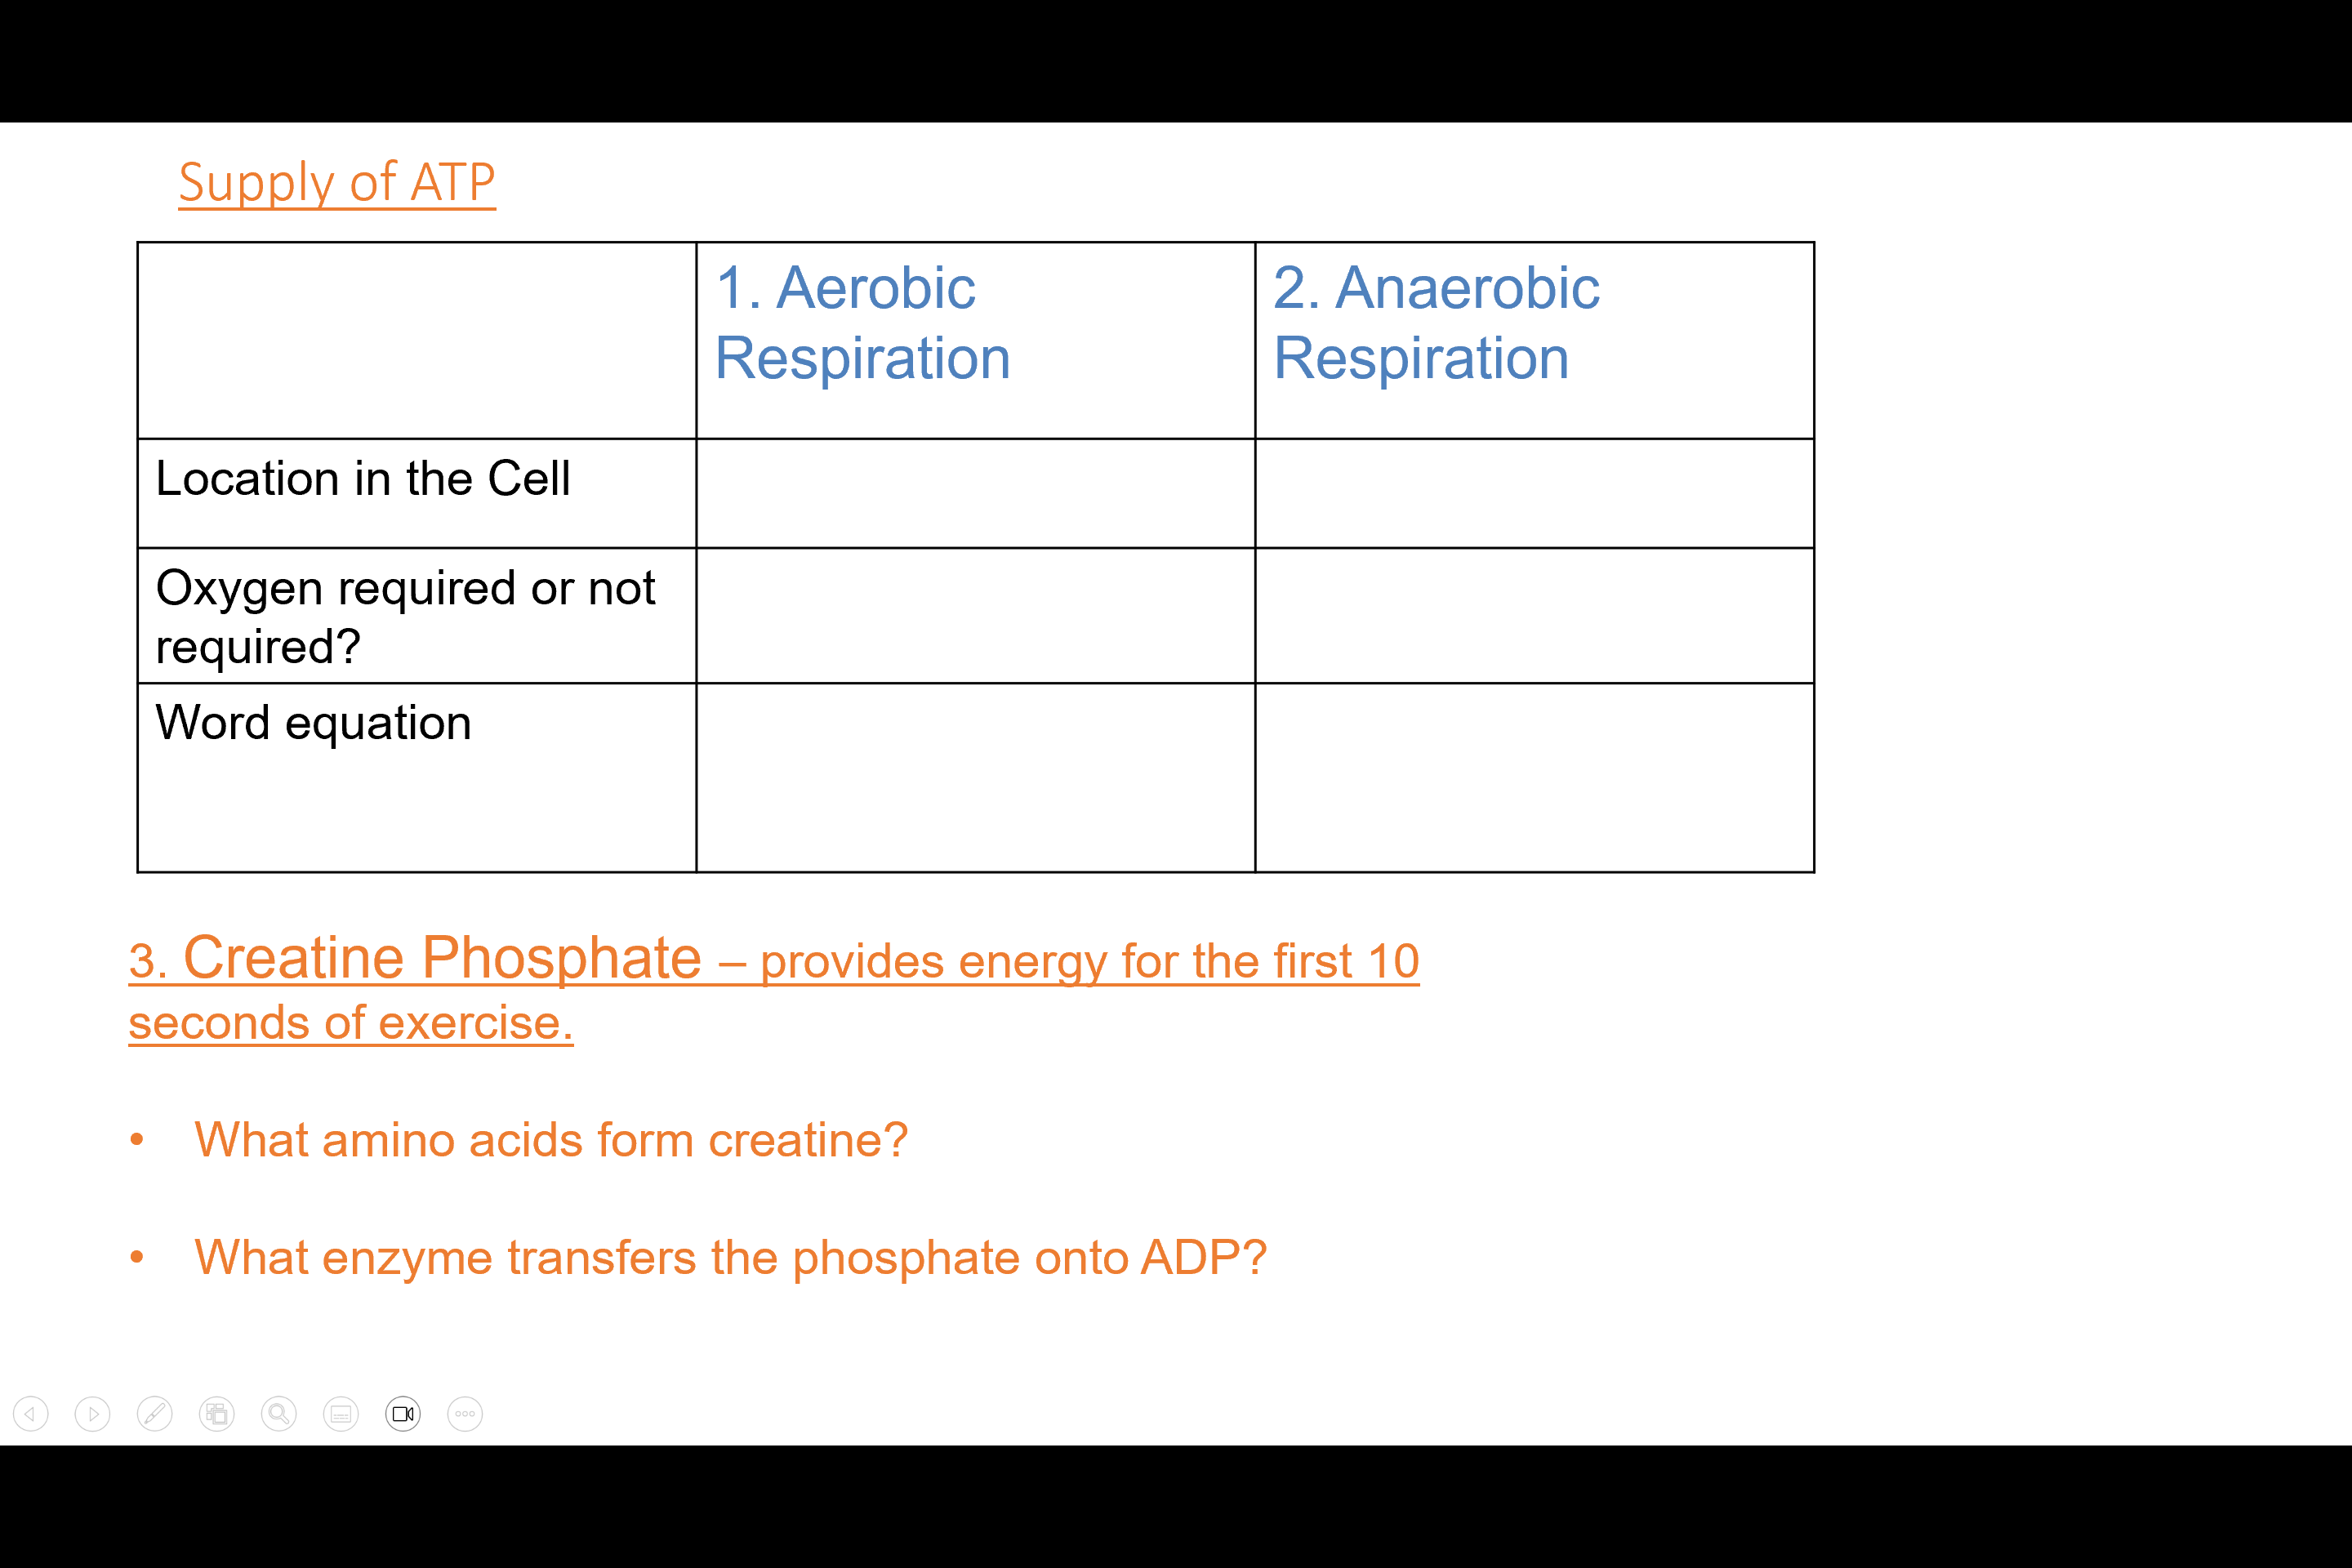 Supply of ATP
1. Aerobic
Respiration
2. Anaerobic
Respiration
Location in the Cell
Oxygen required or not
required?
Word equation
3. Creatine Phosphate – provides energy for the first 10
seconds of exercise.
• What amino acids form creatine?
• What enzyme transfers the phosphate onto ADP?